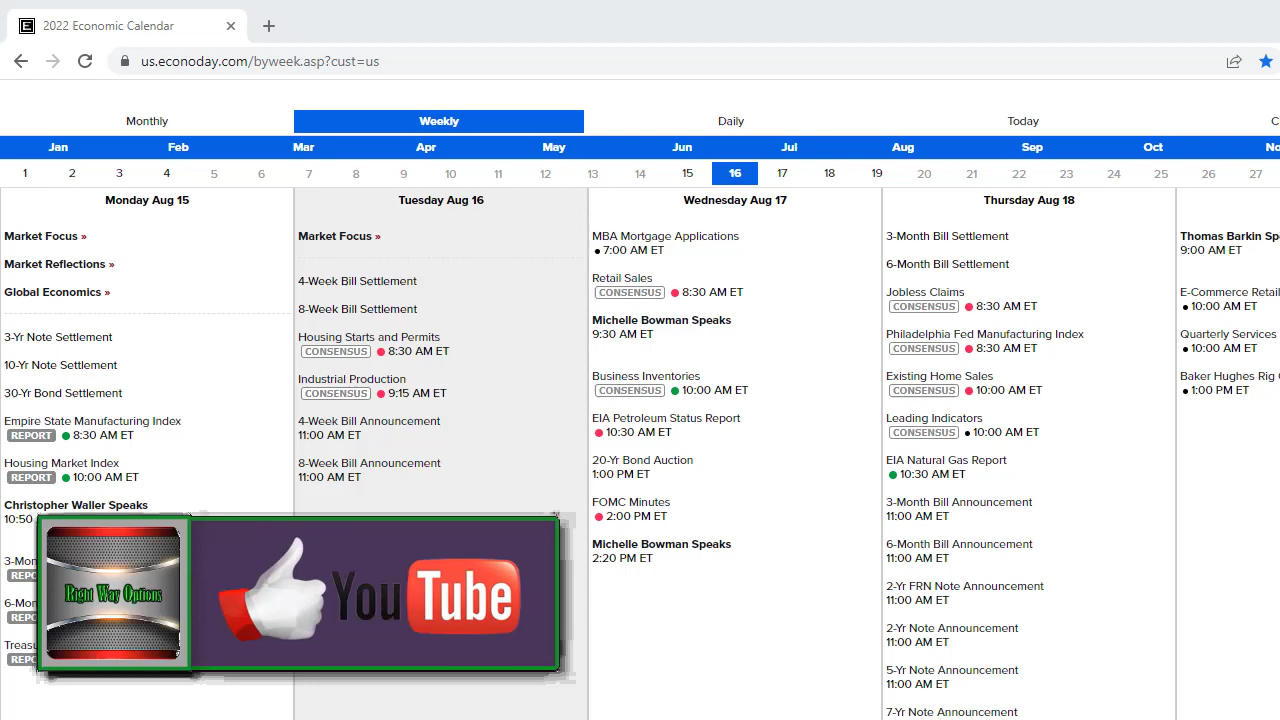 2022 Economic Calendar
us.econoday.com/byweek.asp?cust=us
Monthly Weekly Daily Today C
Jan Feb Mar Apr May Jun Jul Aug Sep Oct No
1 2 3 4 5 6 7 8 9 10 11 12 13 14 15 16 17 18 19 20 21 22 23 24 25 26 27
Monday Aug 15
Market Focus »
Market Reflections »
Global Economics »
3-Yr Note Settlement
10-Yr Note Settlement
30-Yr Bond Settlement
Empire State Manufacturing Index
REPORT 8:30 AM ET
Housing Market Index
REPORT 10:00 AM ET
Christopher Waller Speaks
10:50
3-Mo
REPO
6-Mo
REPO
Treasu
REPO
Tuesday Aug 16
Market Focus »
4-Week Bill Settlement
8-Week Bill Settlement
Housing Starts and Permits
CONSENSUS 8:30 AM ET
Industrial Production
CONSENSUS 9:15 AM ET
4-Week Bill Announcement
11:00 AM ET
8-Week Bill Announcement
11:00 AM ET
Wednesday Aug 17
MBA Mortgage Applications
7:00 AM ET
Retail Sales
CONSENSUS 8:30 AM ET
Michelle Bowman Speaks
9:30 AM ET
Business Inventories
CONSENSUS 10:00 AM ET
EIA Petroleum Status Report
10:30 AM ET
20-Yr Bond Auction
1:00 PM ET
FOMC Minutes
2:00 PM ET
Michelle Bowman Speaks
2:20 PM ET
Thursday Aug 18
3-Month Bill Settlement
6-Month Bill Settlement
Jobless Claims
CONSENSUS 8:30 AM ET
Philadelphia Fed Manufacturing Index
CONSENSUS 8:30 AM ET
Existing Home Sales
CONSENSUS 10:00 AM ET
Leading Indicators
CONSENSUS 10:00 AM ET
EIA Natural Gas Report
10:30 AM ET
3-Month Bill Announcement
11:00 AM ET
6-Month Bill Announcement
11:00 AM ET
2-Yr FRN Note Announcement
11:00 AM ET
2-Yr Note Announcement
11:00 AM ET
5-Yr Note Announcement
11:00 AM ET
7-Yr Note Announcement
Thomas Barkin Spe
9:00 AM ET
E-Commerce Retail
10:00 AM ET
Quarterly Services
10:00 AM ET
Baker Hughes Rig C
1:00 PM ET
Right Way Options
YouTube